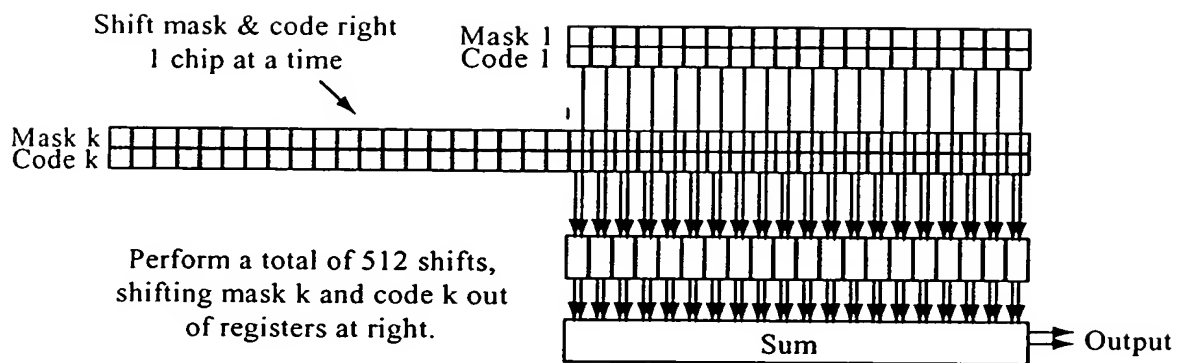 Shift mask & code right
1 chip at a time
Mask 1
Code 1
Mask k
Code k
Perform a total of 512 shifts,
shifting mask k and code k out
of registers at right.
Sum
Output